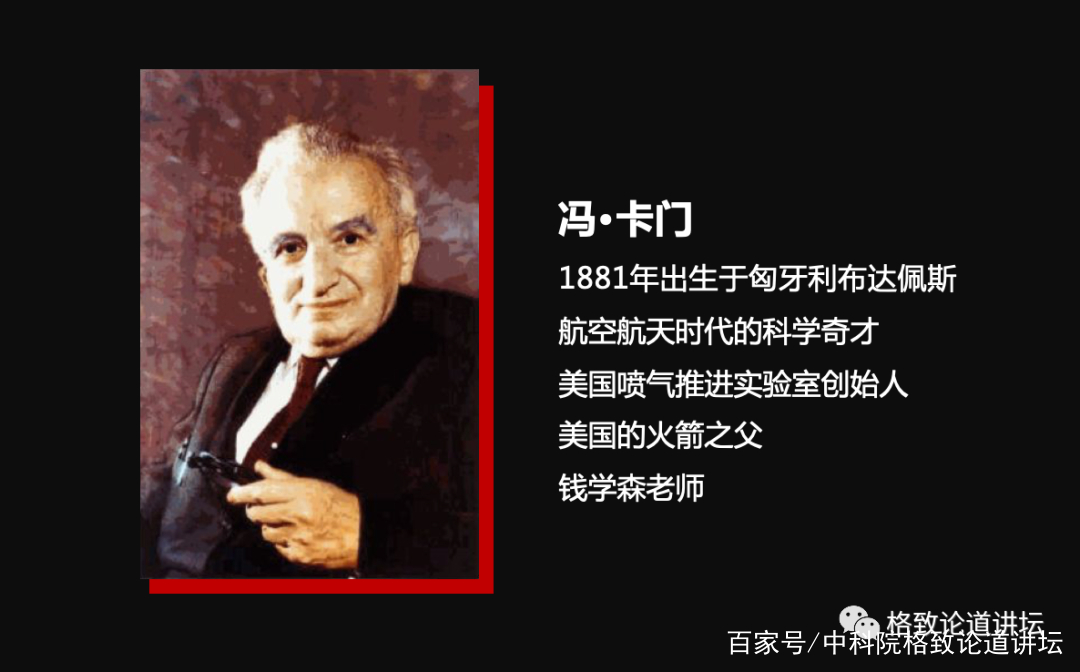 冯·卡门
1881年出生于匈牙利布达佩斯
航空航天时代的科学奇才
美国喷气推进实验室创始人
美国的火箭之父
钱学森老师
格致论道讲坛
百家号/中科院格致论道讲坛